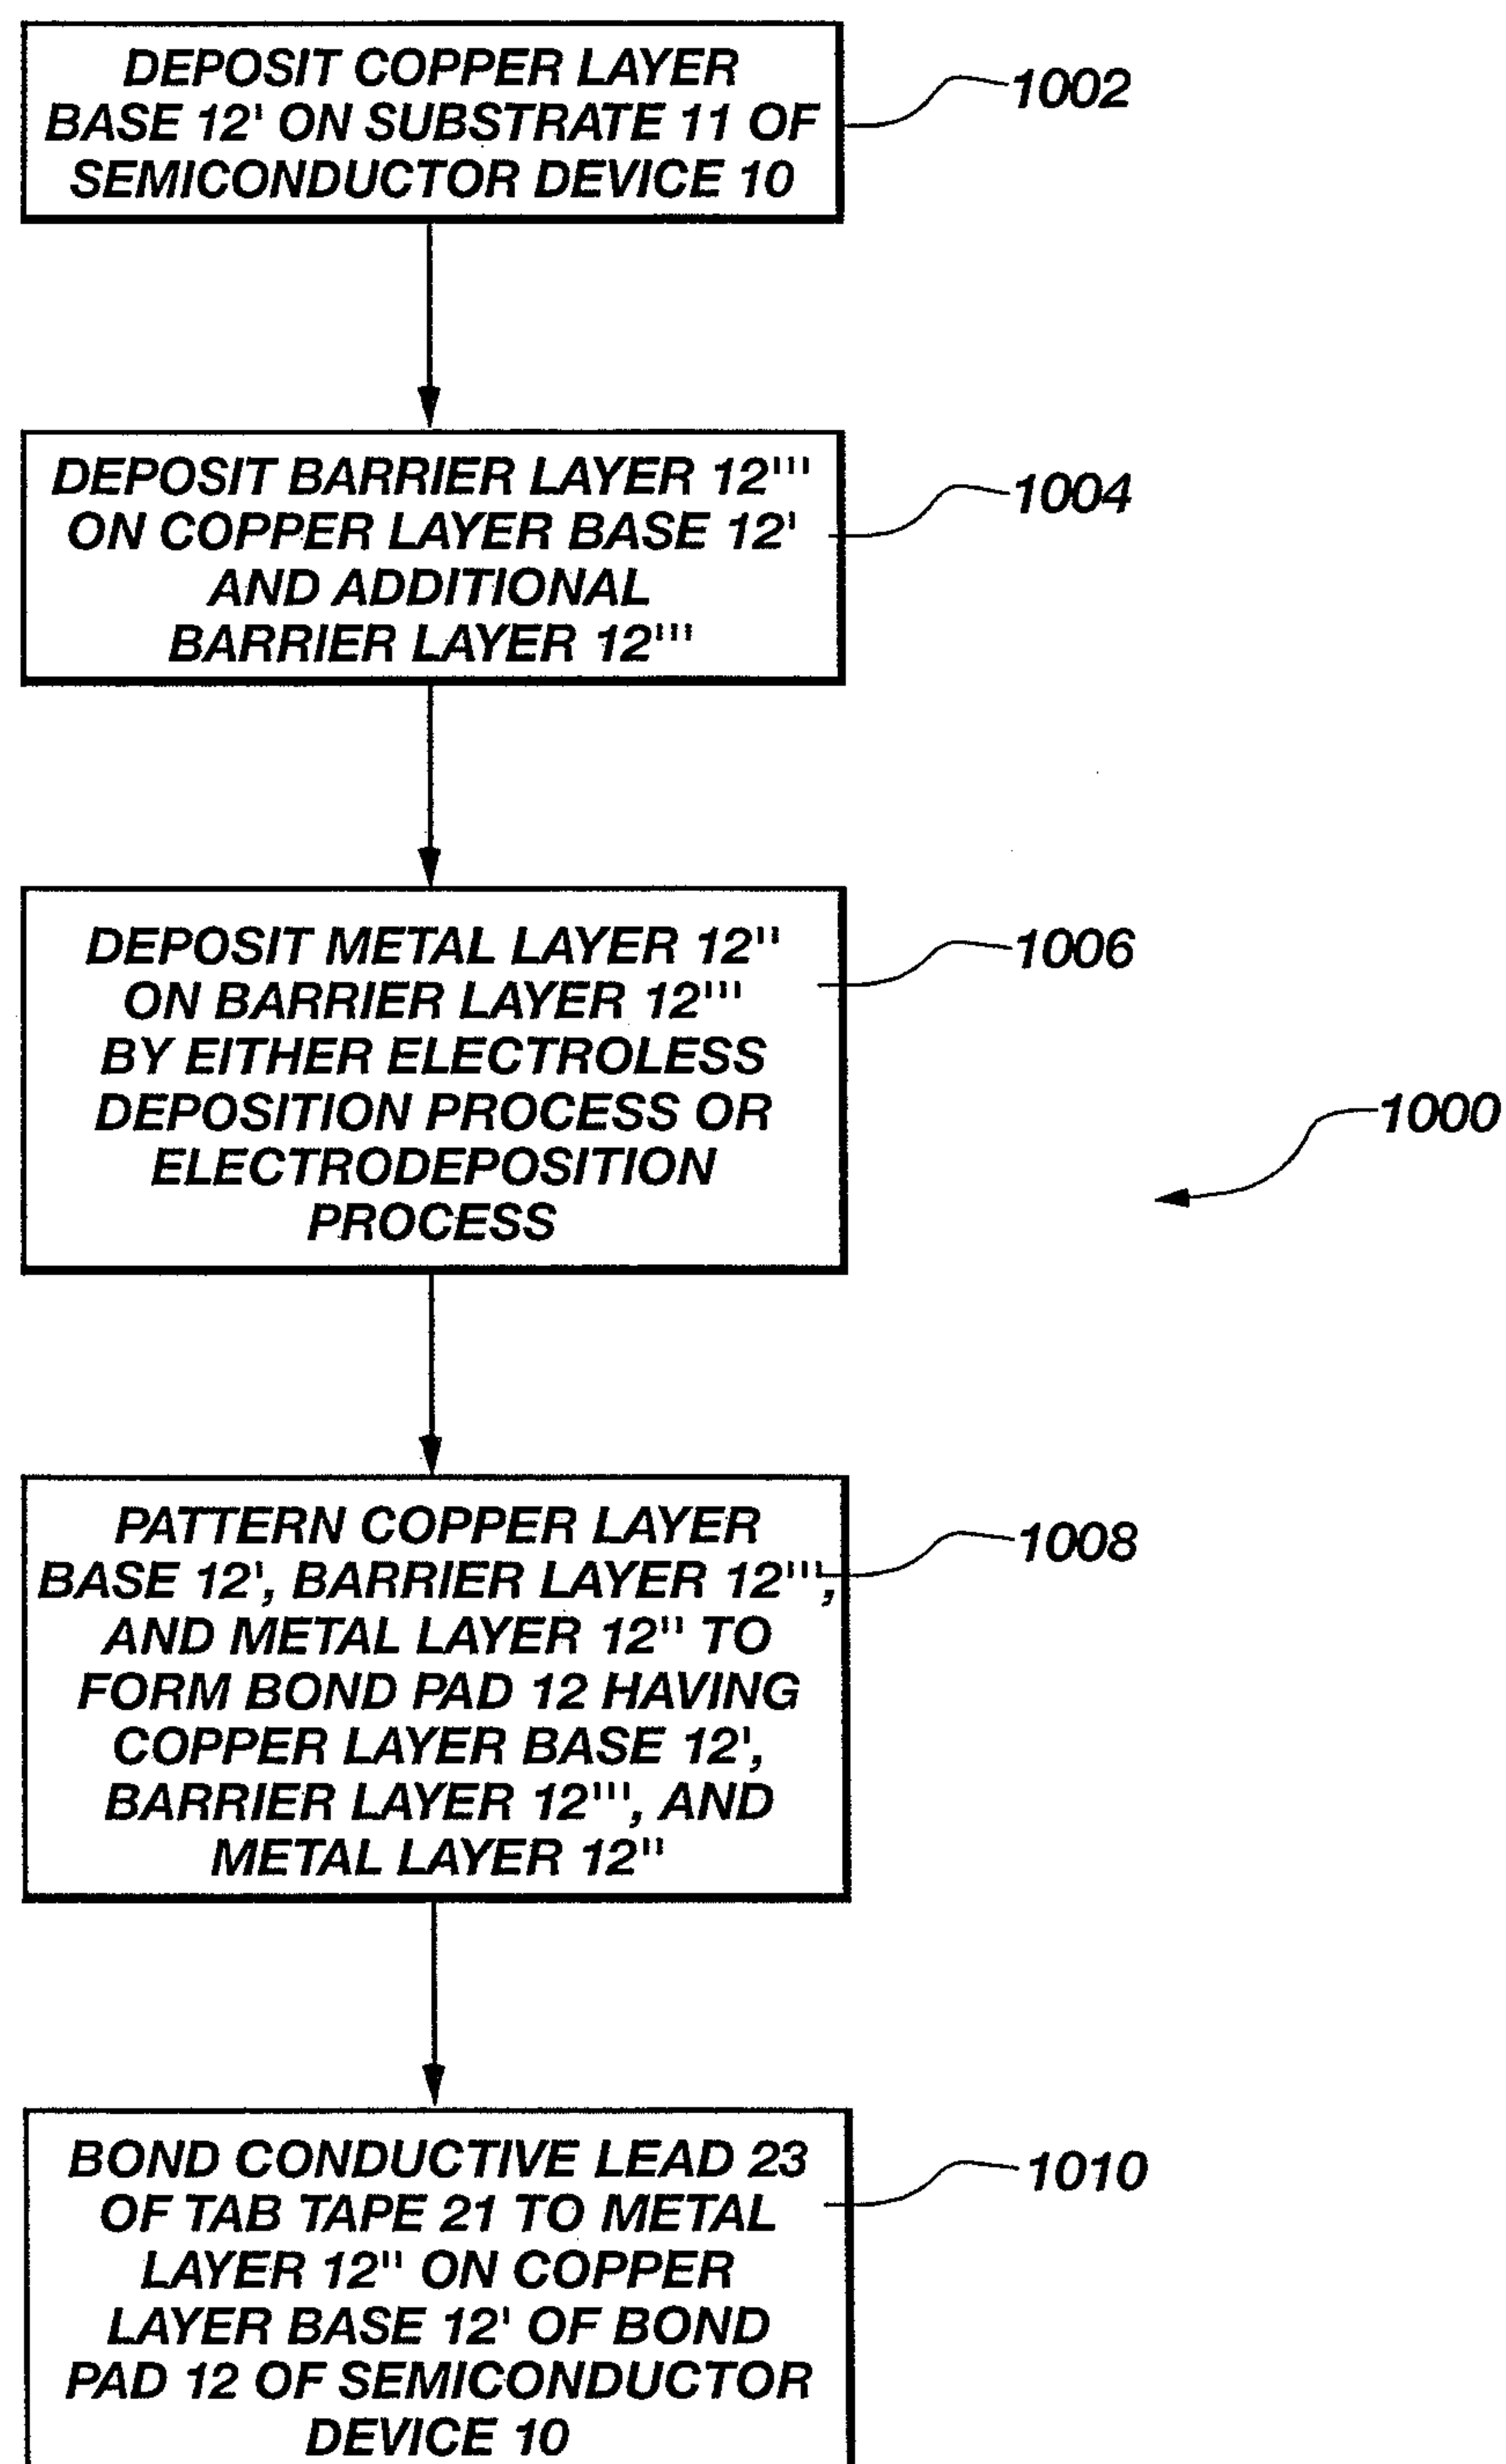 DEPOSIT COPPER LAYER
BASE 12' ON SUBSTRATE 11 OF
SEMICONDUCTOR DEVICE 10
1002
DEPOSIT BARRIER LAYER 12'''
ON COPPER LAYER BASE 12'
AND ADDITIONAL
BARRIER LAYER 12'''
1004
DEPOSIT METAL LAYER 12''
ON BARRIER LAYER 12'''
BY EITHER ELECTROLESS
DEPOSITION PROCESS OR
ELECTRODEPOSITION
PROCESS
1006
1000
PATTERN COPPER LAYER
BASE 12', BARRIER LAYER 12''',
AND METAL LAYER 12'' TO
FORM BOND PAD 12 HAVING
COPPER LAYER BASE 12',
BARRIER LAYER 12''', AND
METAL LAYER 12''
1008
BOND CONDUCTIVE LEAD 23
OF TAB TAPE 21 TO METAL
LAYER 12'' ON COPPER
LAYER BASE 12' OF BOND
PAD 12 OF SEMICONDUCTOR
DEVICE 10
1010